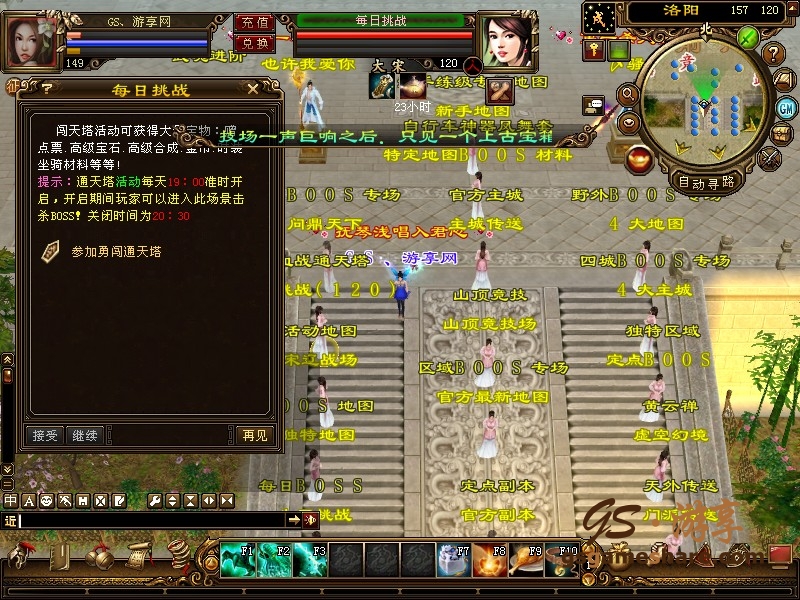 GS、游享网
149
充值
兑换
每日挑战
大宋
120
23小时
洛阳
157 120
北
GM
自动寻路
每日挑战
也许我爱你
新手地图
技场一声巨响之后，只见一个上古宝箱
特定地图BOOS 材料
闯天塔活动可获得大
点票.高级宝石.高级合成.金币.时装
坐骑材料等等！
提示：通天塔活动每天19：00准时开
启，开启期间玩家可以进入此场景击
杀BOSS！关闭时间为20：30
参加勇闯通天塔
接受
继续
再见
BOOS 专场
官方主城
野外BOOS 专场
问鼎天下
主城传送
4 大地图
抚琴浅唱入君心
GS、游享网
血战通天塔
四城BOOS 专场
挑战(120)
山顶竞技
4 大主城
活动地图
山顶竞技场
独特区域
宋辽战场
区域BOOS 专场
定点BOOS
OOS 地图
官方最新地图
黄云祥
独特地图
虚空幻境
每日BOOS
定点副本
天外传送
挑战
官方副本
中
A
近
F1
F2
F3
F7
F8
F9
F10
GS 游享